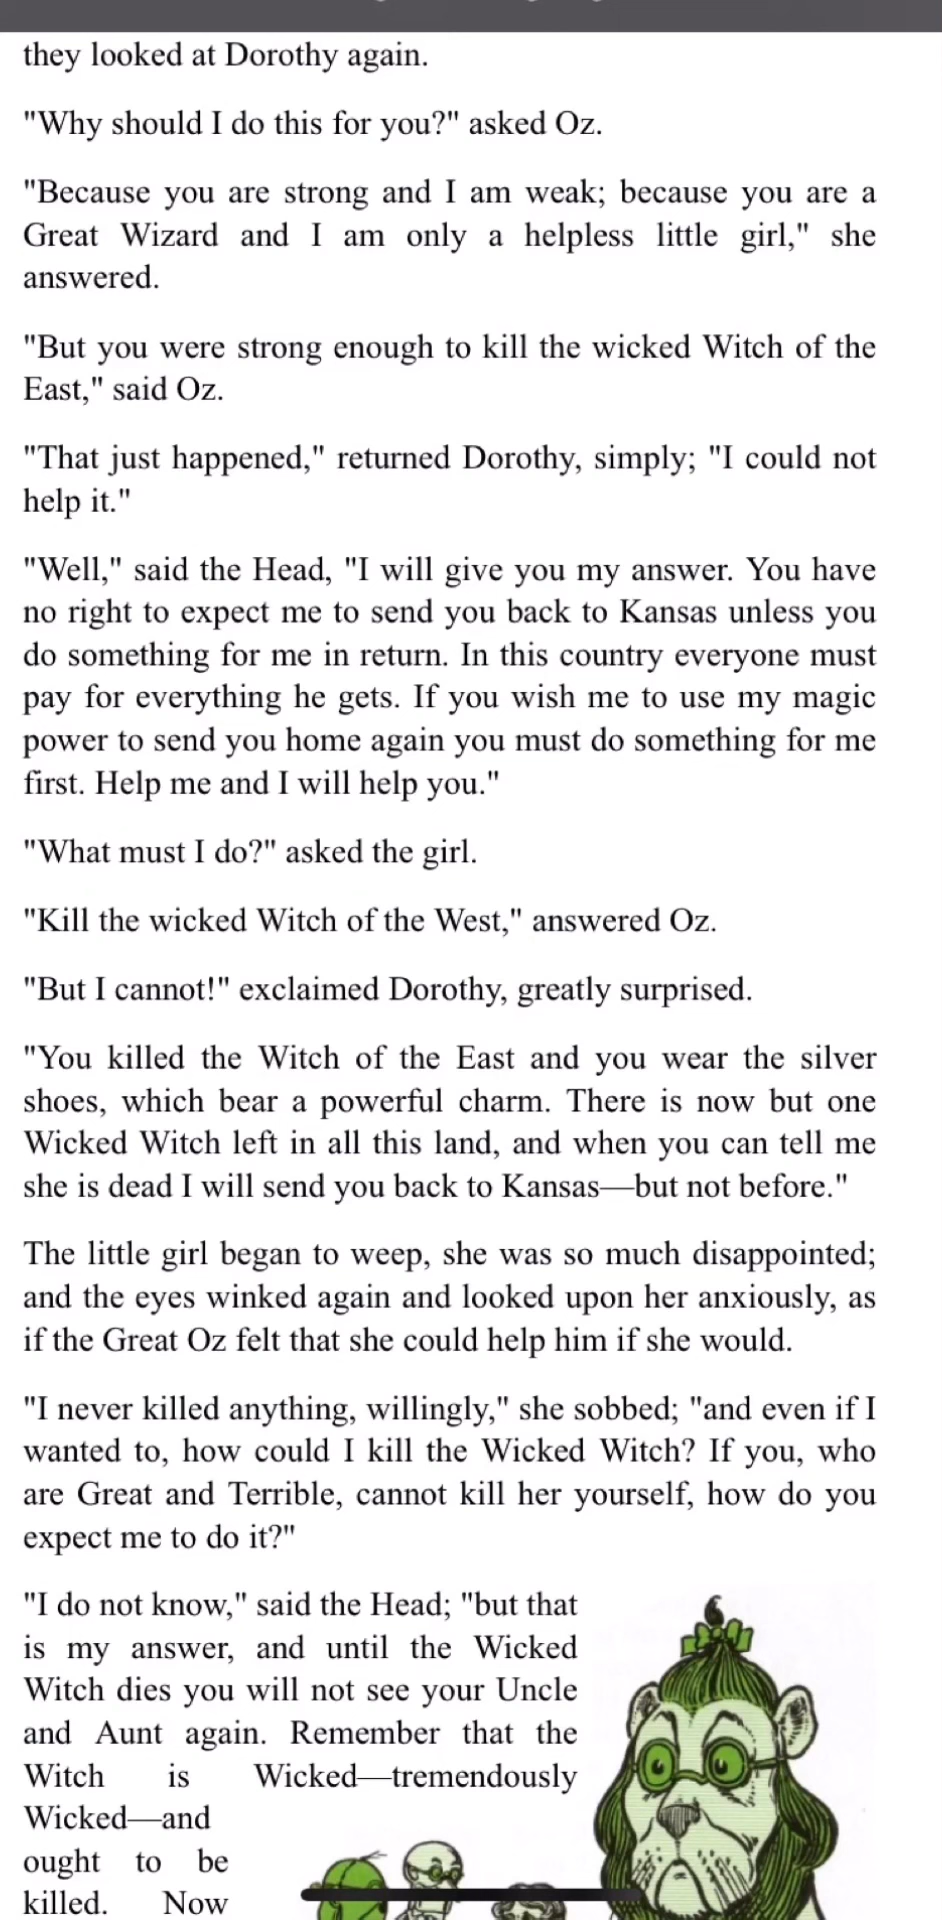 they looked at Dorothy again.
"Why should I do this for you?" asked Oz.
"Because you are strong and I am weak; because you are a
Great Wizard and I am only a helpless little girl," she
answered.
"But you were strong enough to kill the wicked Witch of the
East," said Oz.
"That just happened," returned Dorothy, simply; "I could not
help it."
"Well," said the Head, "I will give you my answer. You have
no right to expect me to send you back to Kansas unless you
do something for me in return. In this country everyone must
pay for everything he gets. If you wish me to use my magic
power to send you home again you must do something for me
first. Help me and I will help you."
"What must I do?" asked the girl.
"Kill the wicked Witch of the West," answered Oz.
"But I cannot!" exclaimed Dorothy, greatly surprised.
"You killed the Witch of the East and you wear the silver
shoes, which bear a powerful charm. There is now but one
Wicked Witch left in all this land, and when you can tell me
she is dead I will send you back to Kansas—but not before."
The little girl began to weep, she was so much disappointed;
and the eyes winked again and looked upon her anxiously, as
if the Great Oz felt that she could help him if she would.
"I never killed anything, willingly," she sobbed; "and even if I
wanted to, how could I kill the Wicked Witch? If you, who
are Great and Terrible, cannot kill her yourself, how do you
expect me to do it?"
"I do not know," said the Head; "but that
is my answer, and until the Wicked
Witch dies you will not see your Uncle
and Aunt again. Remember that the
Witch is Wicked—tremendously
Wicked—and
ought to be
killed. Now